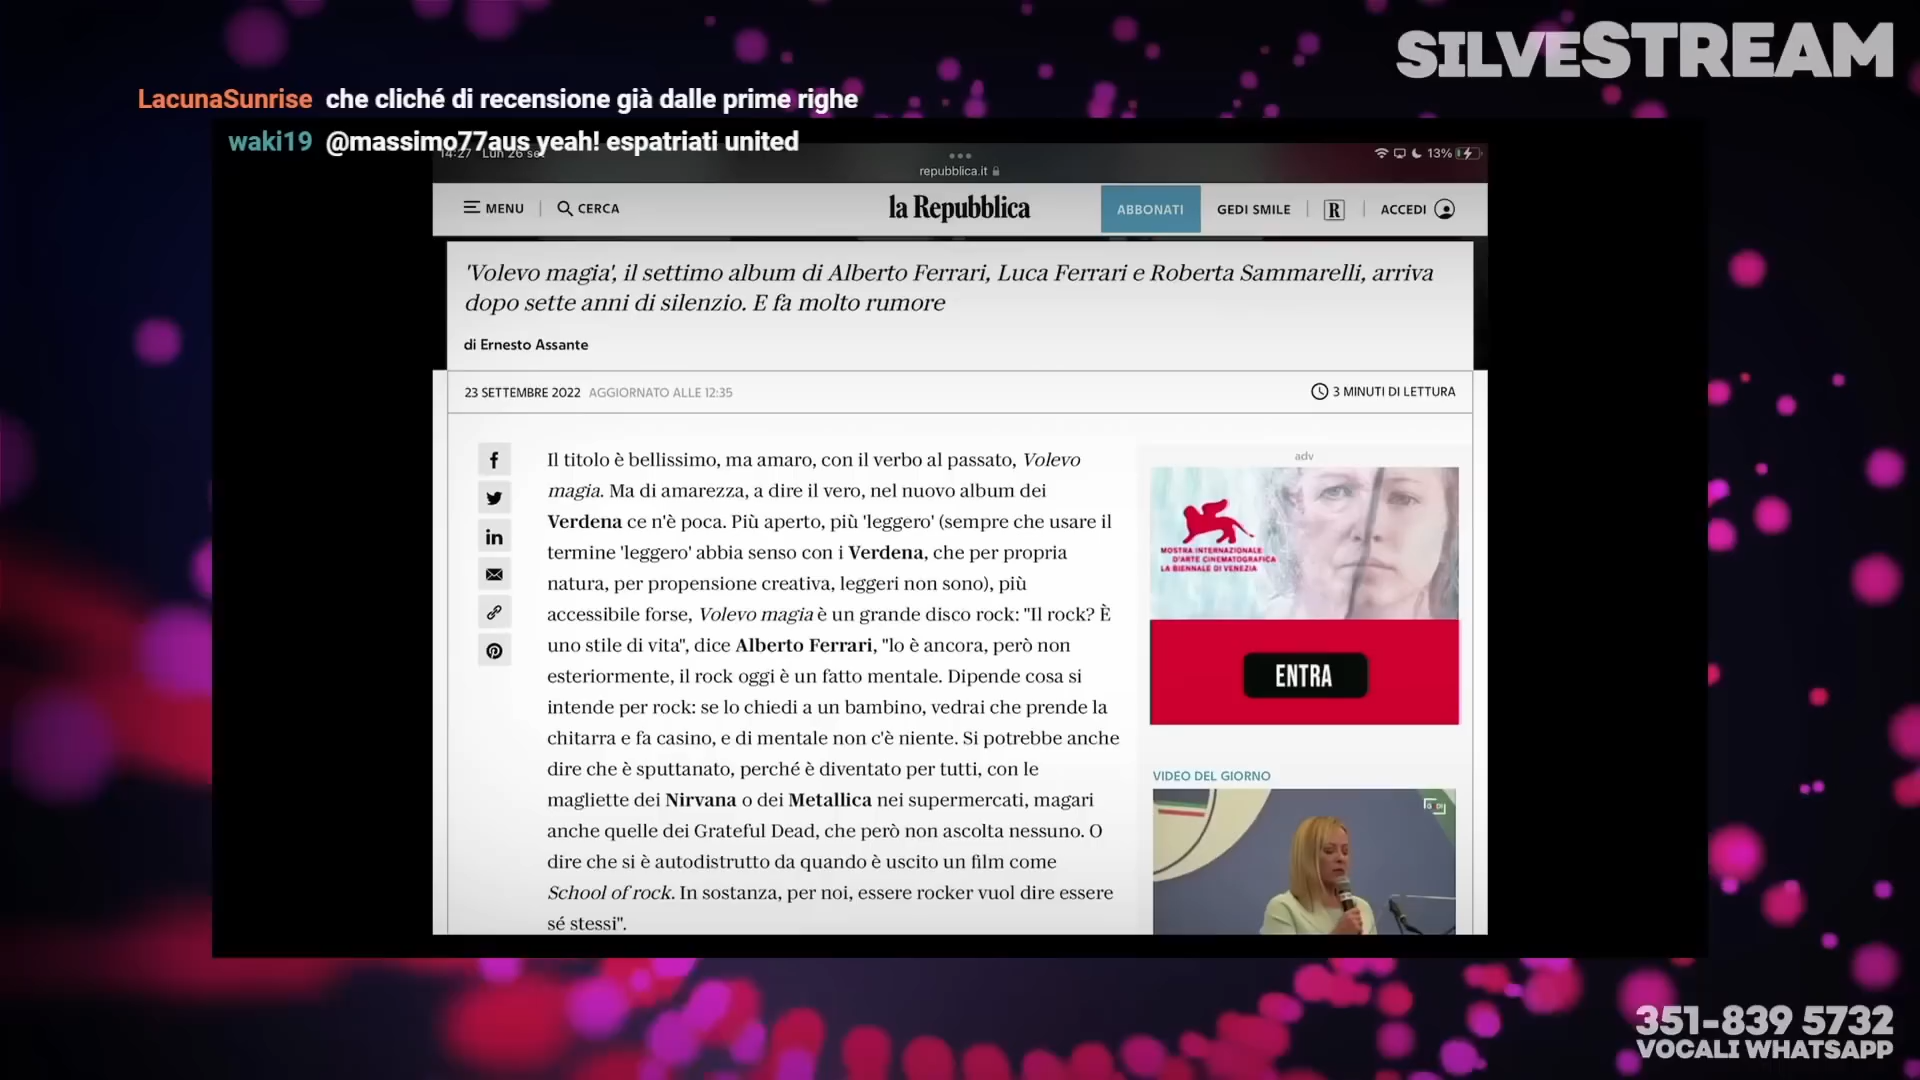 SILVESTREAM
LacunaSunrise che cliché di recensione già dalle prime righe
waki19 @massimo77aus yeah! espatriati united
14:27 Lun 26 set
13%
repubblica.it
MENU
CERCA
la Repubblica
ABBONATI
GEDI SMILE
R
ACCEDI
'Volevo magia', il settimo album di Alberto Ferrari, Luca Ferrari e Roberta Sammarelli, arriva
dopo sette anni di silenzio. E fa molto rumore
di Ernesto Assante
23 SETTEMBRE 2022 AGGIORNATO ALLE 12:35
3 MINUTI DI LETTURA
Il titolo è bellissimo, ma amaro, con il verbo al passato, Volevo
magia. Ma di amarezza, a dire il vero, nel nuovo album dei
Verdena ce n'è poca. Più aperto, più 'leggero' (sempre che usare il
termine 'leggero' abbia senso con i Verdena, che per propria
natura, per propensione creativa, leggeri non sono), più
accessibile forse, Volevo magia è un grande disco rock: "Il rock? È
uno stile di vita", dice Alberto Ferrari, "lo è ancora, però non
esteriormente, il rock oggi è un fatto mentale. Dipende cosa si
intende per rock: se lo chiedi a un bambino, vedrai che prende la
chitarra e fa casino, e di mentale non c'è niente. Si potrebbe anche
dire che è sputtanato, perché è diventato per tutti, con le
magliette dei Nirvana o dei Metallica nei supermercati, magari
anche quelle dei Grateful Dead, che però non ascolta nessuno. O
dire che si è autodistrutto da quando è uscito un film come
School of rock. In sostanza, per noi, essere rocker vuol dire essere
sé stessi".
adv
MOSTRA INTERNAZIONALE
D'ARTE CINEMATOGRAFICA
LA BIENNALE DI VENEZIA
ENTRA
VIDEO DEL GIORNO
351-839 5732
VOCALI WHATSAPP